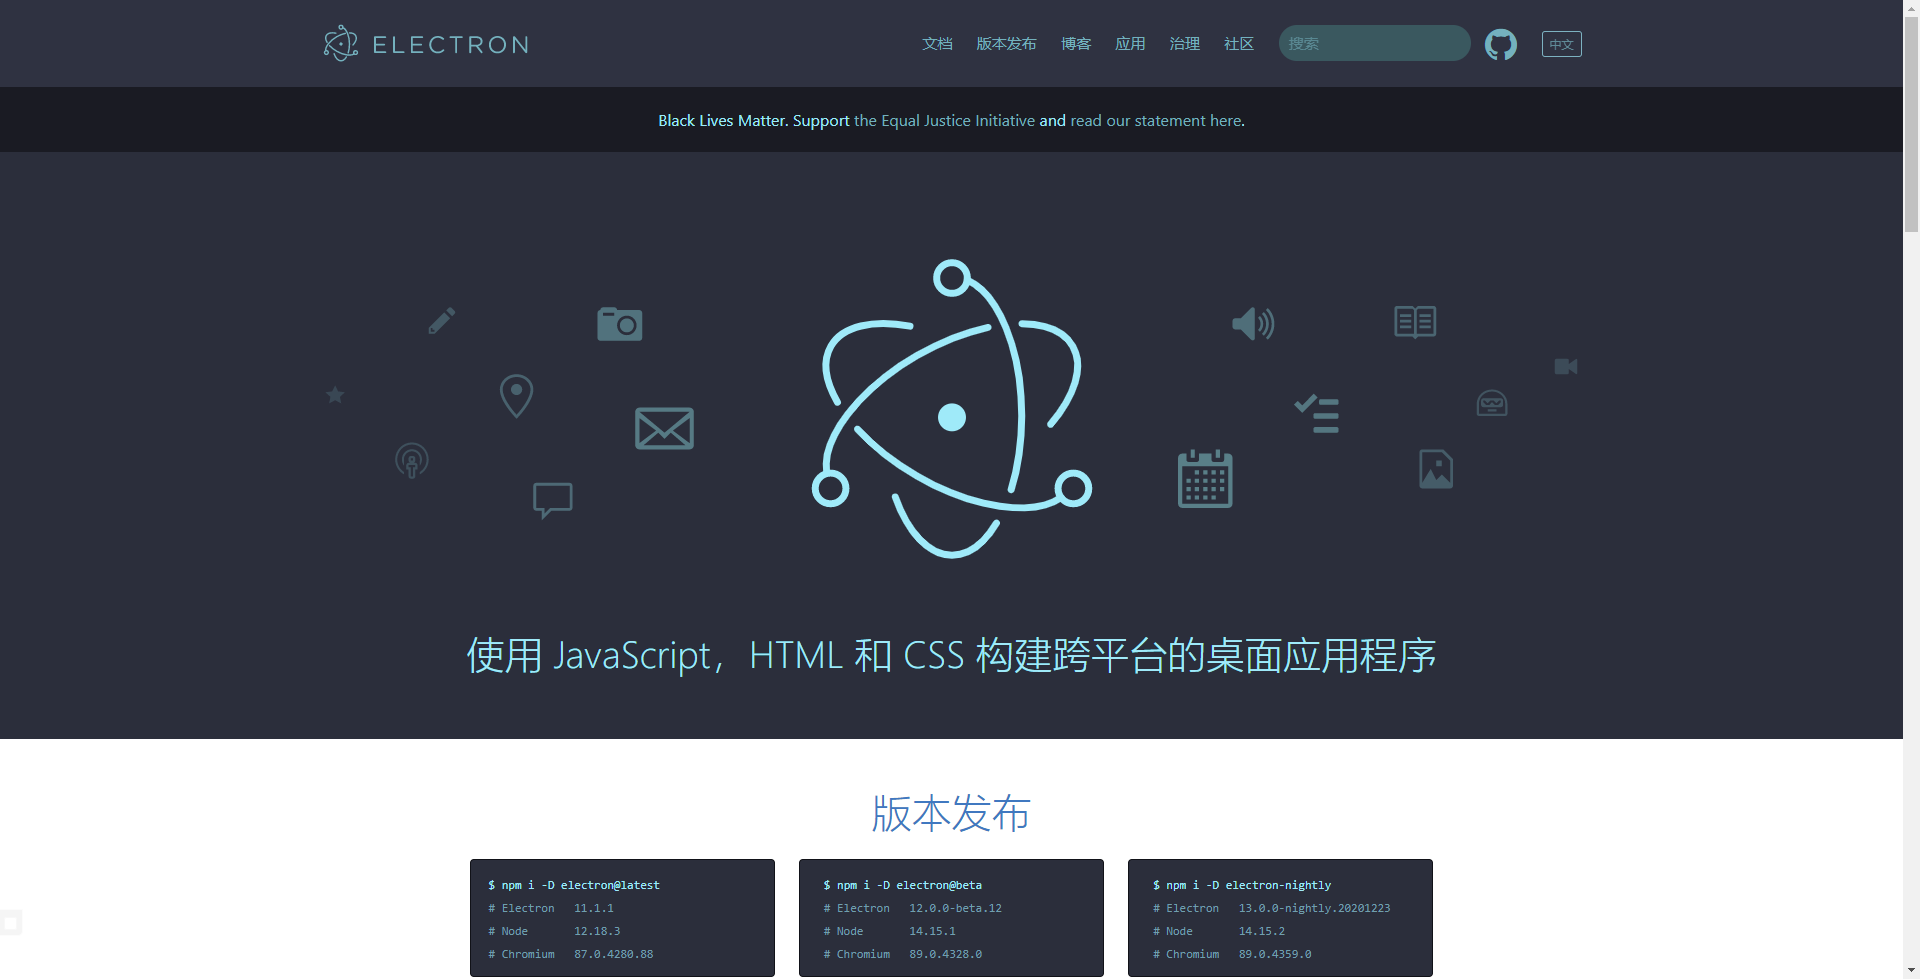 ELECTRON
文档 版本发布 博客 应用 治理 社区 搜索 中文
Black Lives Matter. Support the Equal Justice Initiative and read our statement here.
使用 JavaScript，HTML 和 CSS 构建跨平台的桌面应用程序
版本发布
$ npm i -D electron@latest
# Electron 11.1.1
# Node 12.18.3
# Chromium 87.0.4280.88
$ npm i -D electron@beta
# Electron 12.0.0-beta.12
# Node 14.15.1
# Chromium 89.0.4328.0
$ npm i -D electron-nightly
# Electron 13.0.0-nightly.20201223
# Node 14.15.2
# Chromium 89.0.4359.0